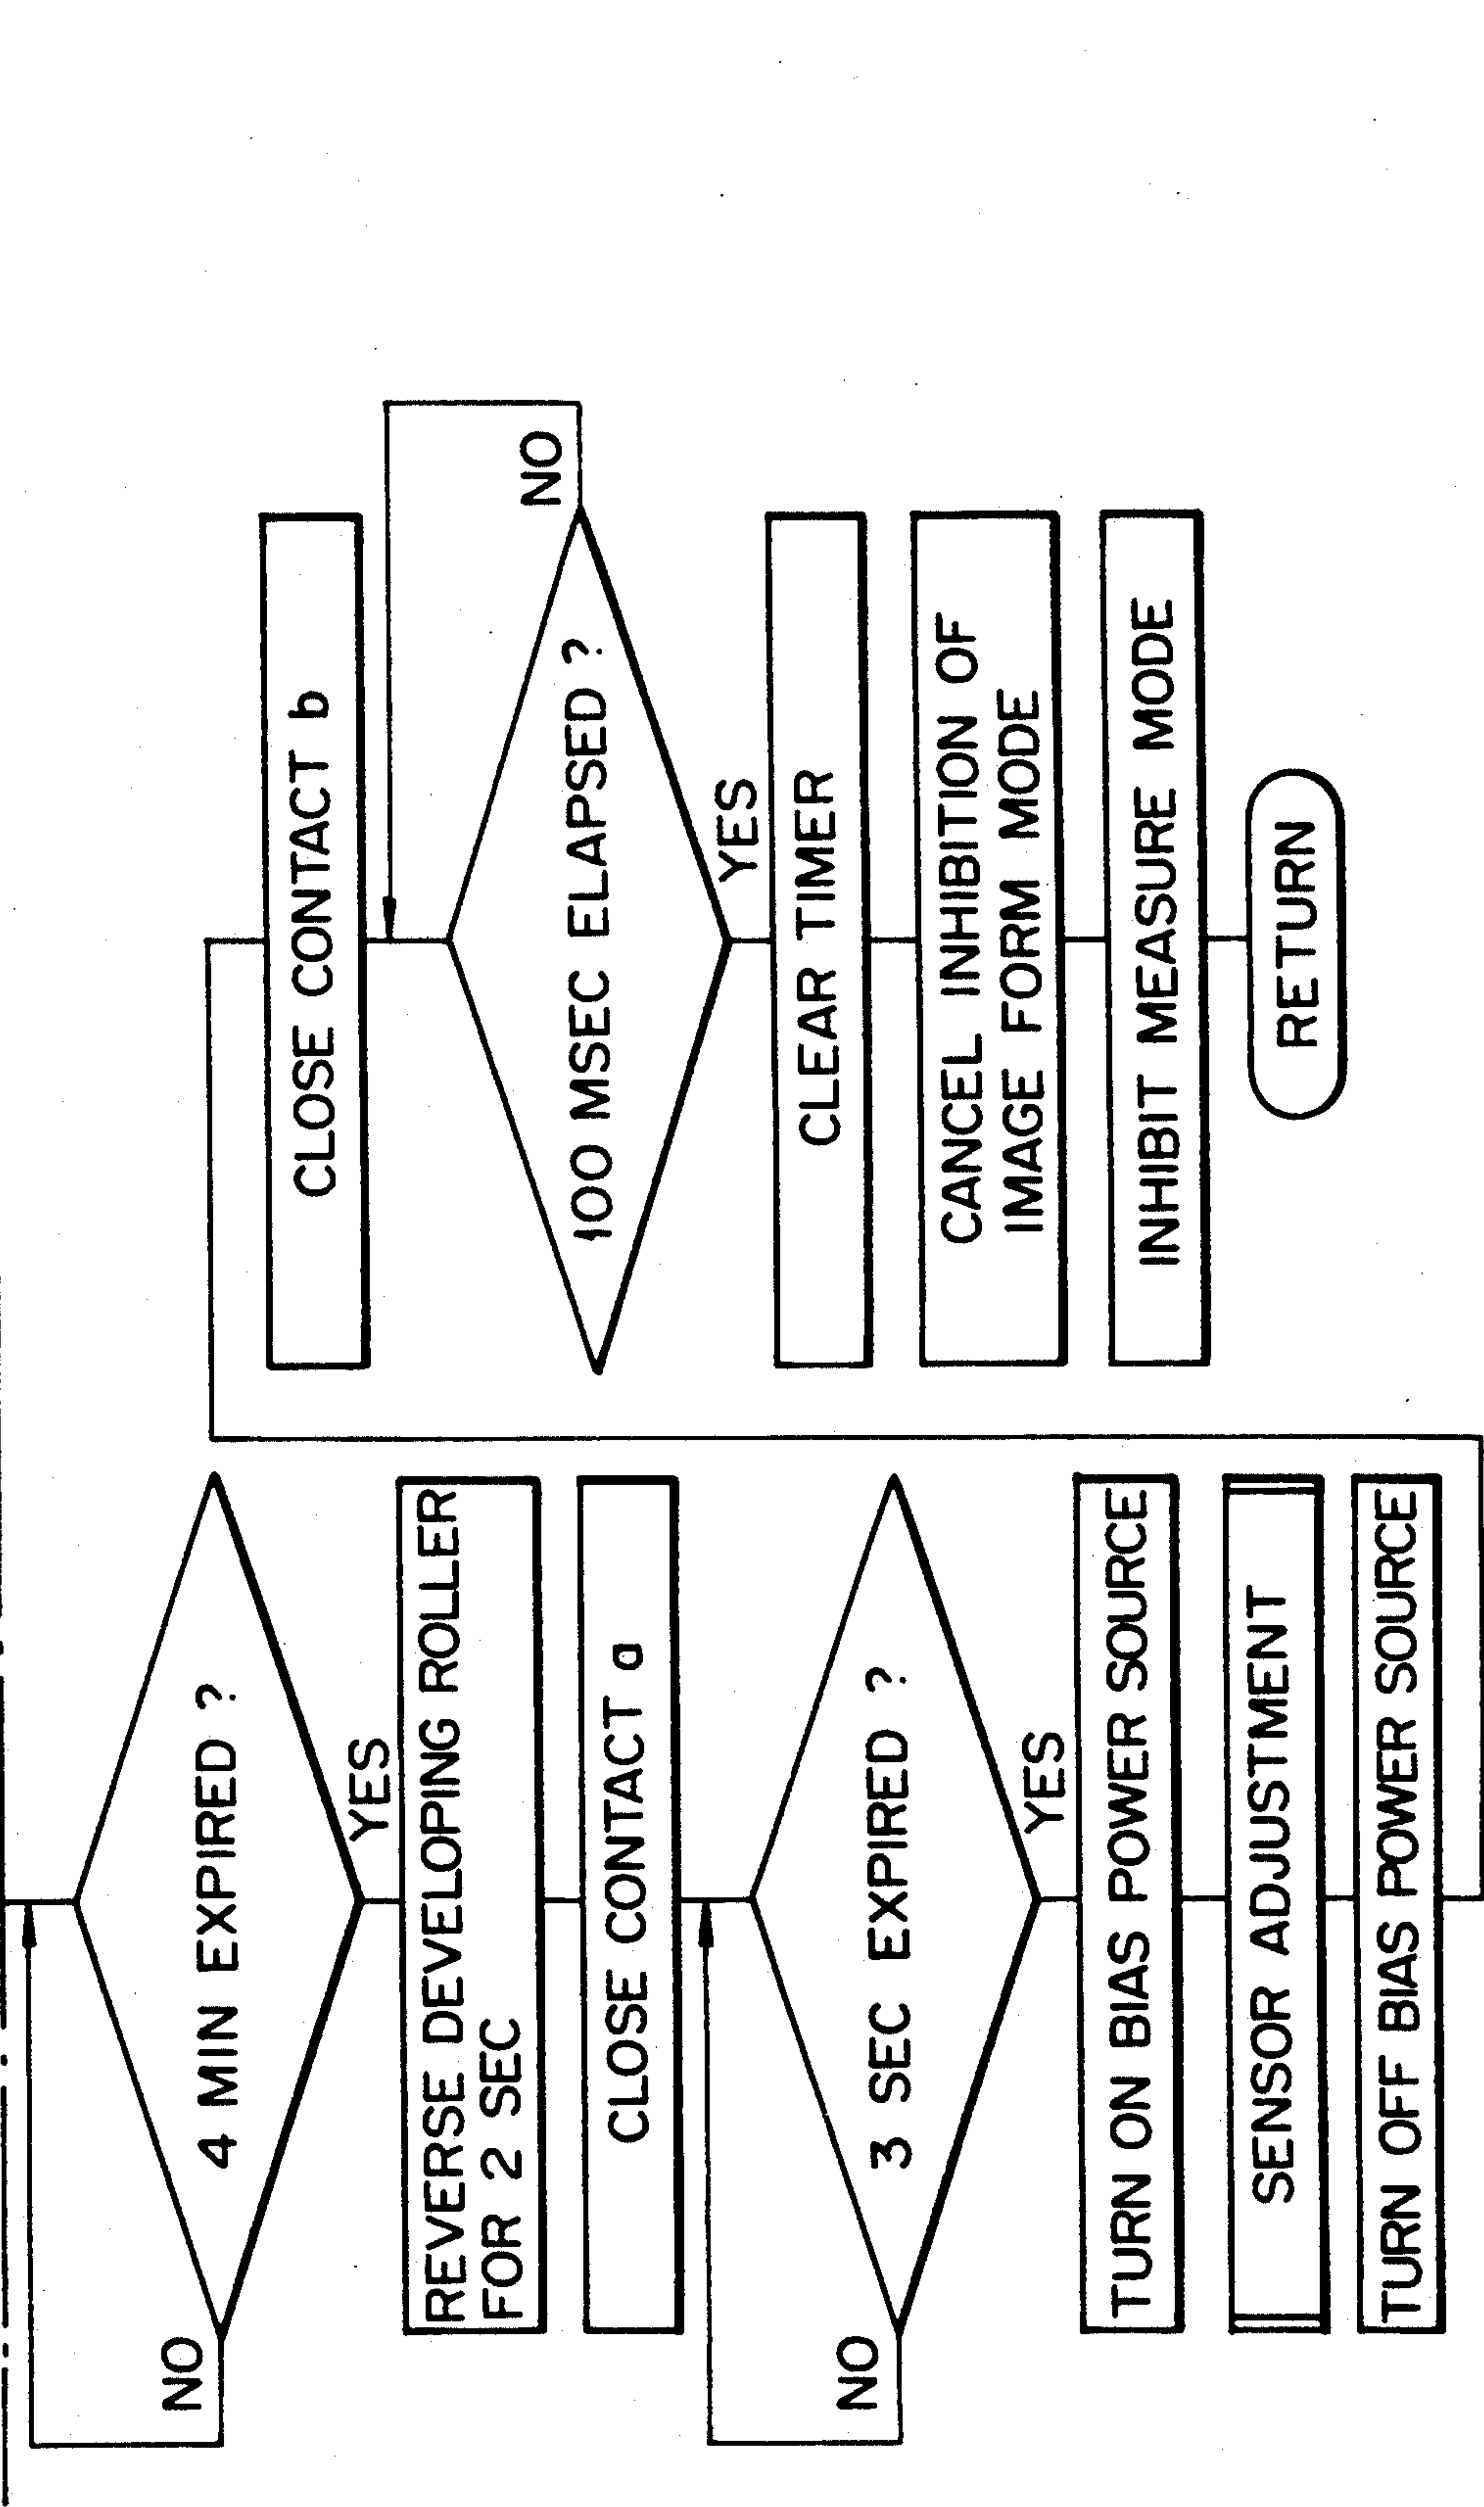 4 MIN EXPIRED ?
NO
YES
REVERSE DEVELOPING ROLLER
FOR 2 SEC
CLOSE CONTACT a
3 SEC EXPIRED ?
NO
YES
TURN ON BIAS POWER SOURCE
SENSOR ADJUSTMENT
TURN OFF BIAS POWER SOURCE
CLOSE CONTACT b
100 MSEC ELAPSED ?
NO
YES
CLEAR TIMER
CANCEL INHIBITION OF
IMAGE FORM MODE
INHIBIT MEASURE MODE
RETURN